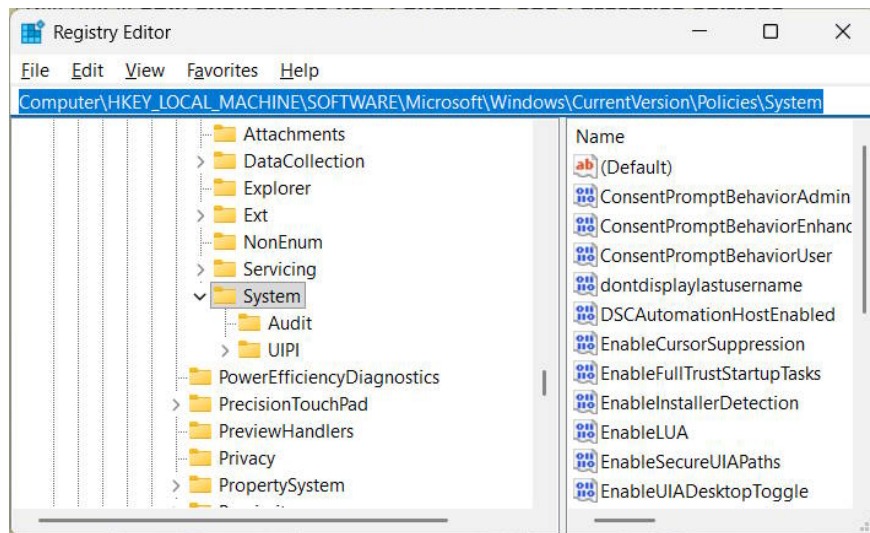 Registry Editor
File Edit View Favorites Help
Computer\HKEY_LOCAL_MACHINE\SOFTWARE\Microsoft\Windows\CurrentVersion\Policies\System
Attachments
DataCollection
Explorer
Ext
NonEnum
Servicing
System
Audit
UIPI
PowerEfficiencyDiagnostics
PrecisionTouchPad
PreviewHandlers
Privacy
PropertySystem
Name
(Default)
ConsentPromptBehaviorAdmin
ConsentPromptBehaviorEnhanc
ConsentPromptBehaviorUser
dontdisplaylastusername
DSCAutomationHostEnabled
EnableCursorSuppression
EnableFullTrustStartupTasks
EnableInstallerDetection
EnableLUA
EnableSecureUIAPaths
EnableUIADesktopToggle